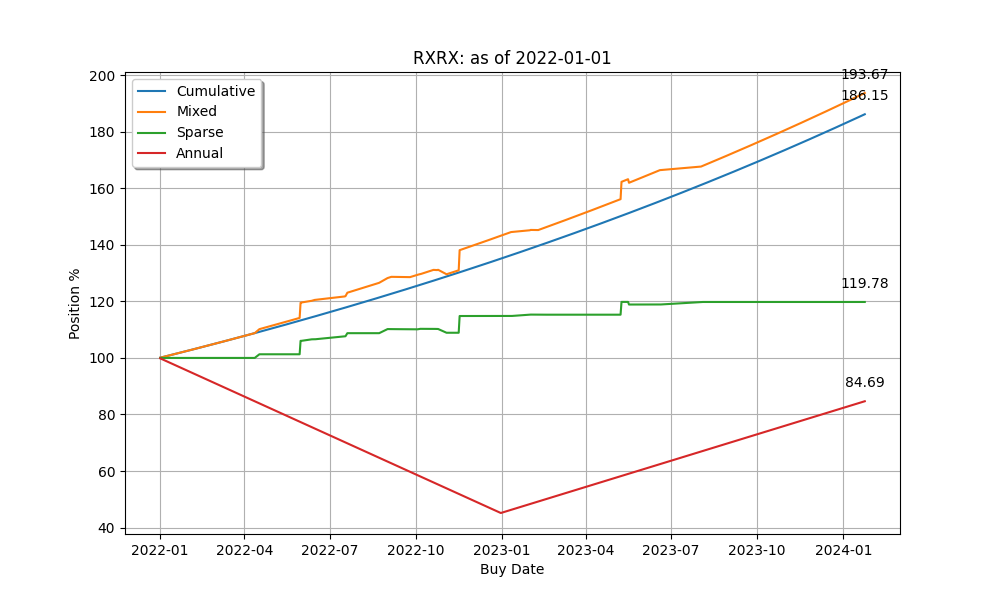 RXRX: as of 2022-01-01
Cumulative
Mixed
Sparse
Annual
193.67
186.15
119.78
84.69
200
180
160
140
120
100
80
60
40
Position %
2022-01 2022-04 2022-07 2022-10 2023-01 2023-04 2023-07 2023-10 2024-01
Buy Date